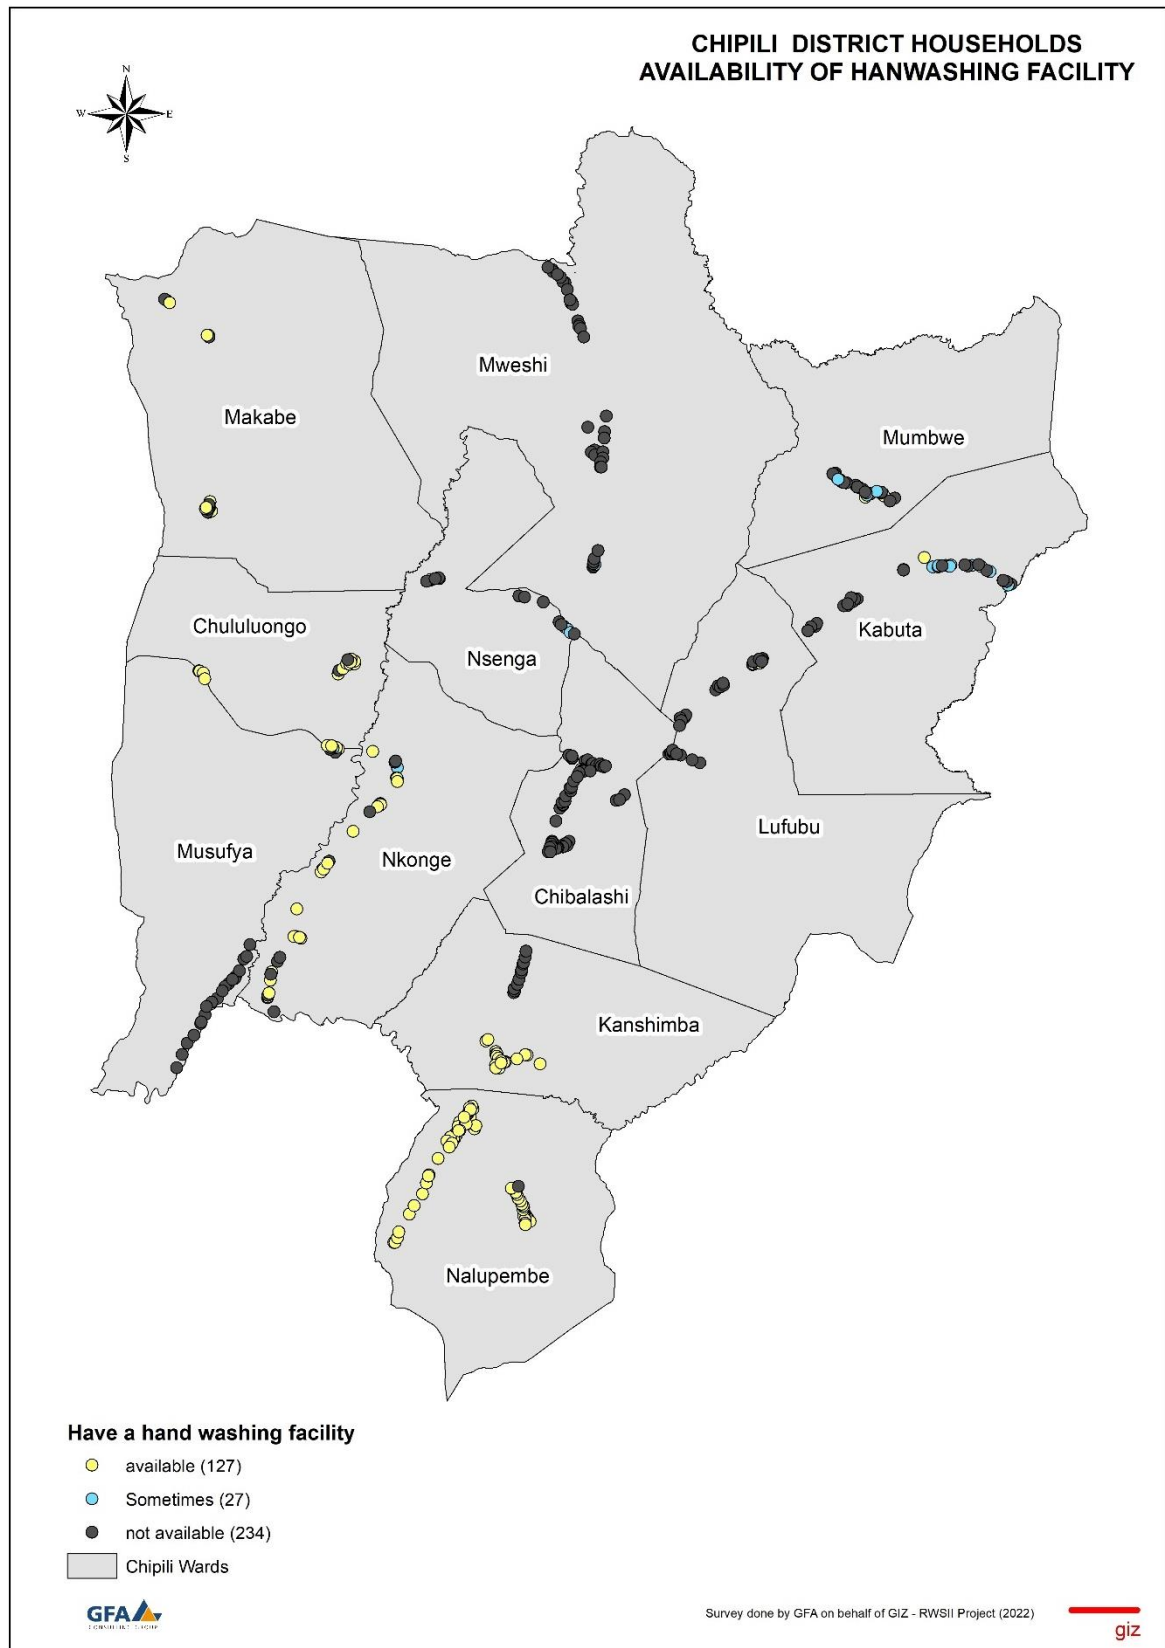 CHIPILI DISTRICT HOUSEHOLDS
AVAILABILITY OF HANWASHING FACILITY
N
W
E
S
Mweshi
Makabe
Mumbwe
Chululuongo
Kabuta
Nsenga
Lufubu
Musufya
Nkonge
Chibalashi
Kanshimba
Nalupembe
Have a hand washing facility
available (127)
Sometimes (27)
not available (234)
Chipili Wards
GFA
CONSULTING GROUP
Survey done by GFA on behalf of GIZ - RWSII Project (2022)
giz